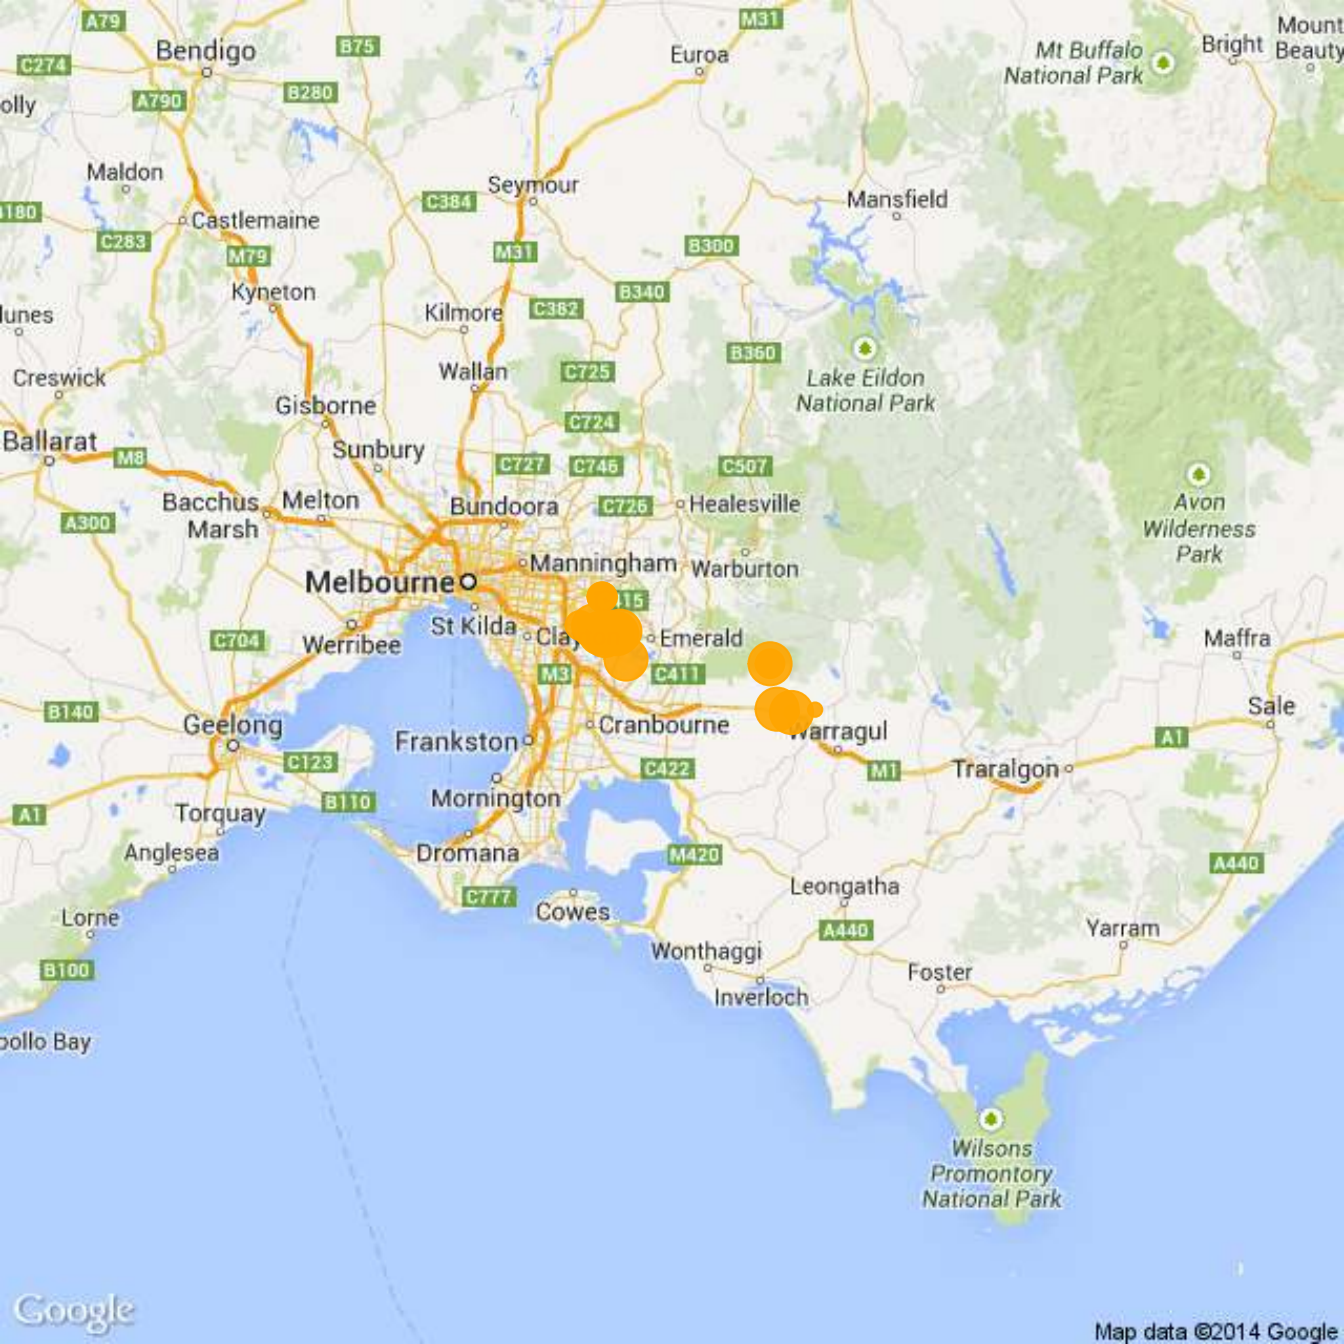 A79
M31
Mount
Beauty
Bendigo
B75
Euroa
Mt Buffalo
National Park
Bright
C274
A790
B280
olly
Maldon
Seymour
C384
Mansfield
B180
Castlemaine
C283
M79
M31
B300
Kyneton
B340
lunes
Kilmore
C382
B360
Creswick
Wallan
C725
Lake Eildon
National Park
Gisborne
C724
Ballarat
M8
Sunbury
C727
C746
C507
Bacchus
Marsh
Melton
Bundoora
C726
Healesville
Avon
Wilderness
Park
A300
Manningham
Warburton
Melbourne
C704
Werribee
St Kilda
Clay
Emerald
Maffra
M3
C411
B140
Geelong
Cranbourne
Warragul
Sale
Frankston
A1
C123
C422
M1
Traralgon
A1
B110
Mornington
Torquay
Anglesea
Dromana
M420
A440
C777
Cowes
Leongatha
Lorne
A440
Yarram
B100
Wonthaggi
Foster
Inverloch
pollo Bay
Wilsons
Promontory
National Park
Google
Map data ©2014 Google